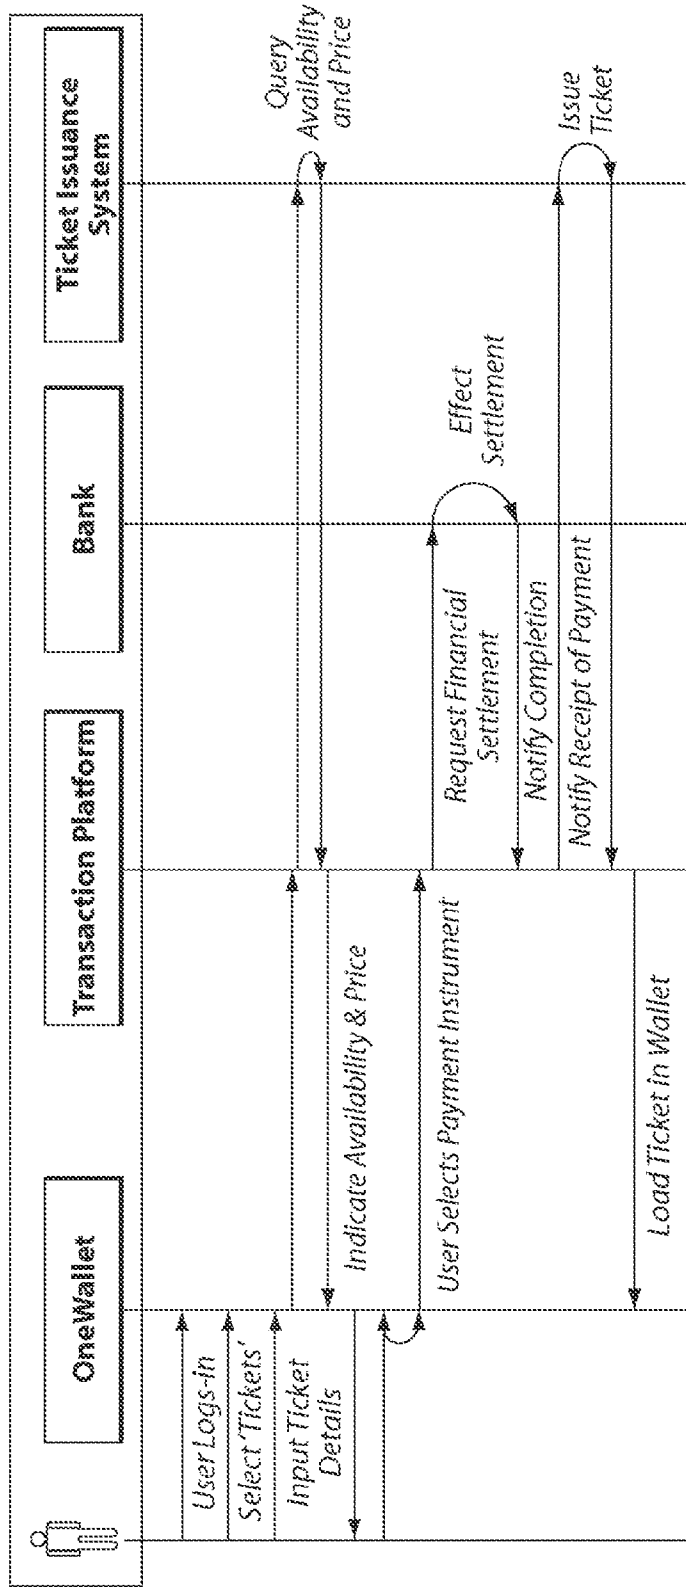 OneWallet
Transaction Platform
Bank
Ticket Issuance
System
User Logs-in
Select 'Tickets'
Input Ticket
Details
Query
Availability
and Price
Indicate Availability & Price
User Selects Payment Instrument
Request Financial
Settlement
Effect
Settlement
Notify Completion
Notify Receipt of Payment
Issue
Ticket
Load Ticket in Wallet